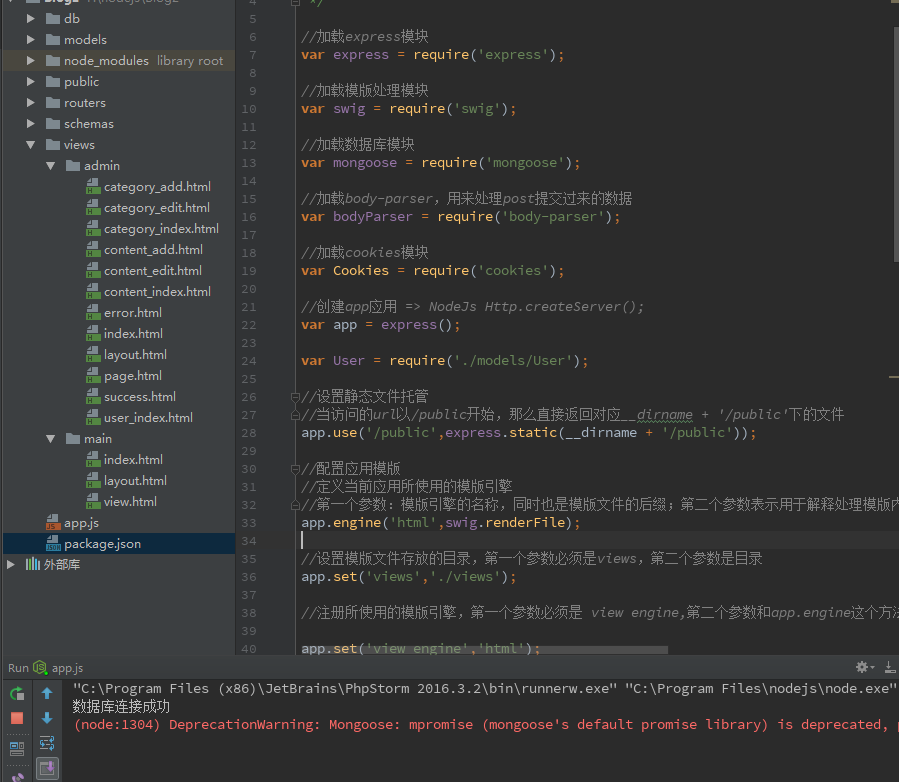 db
models
node_modules library root
public
routers
schemas
views
admin
category_add.html
category_edit.html
category_index.html
content_add.html
content_edit.html
content_index.html
error.html
index.html
layout.html
page.html
success.html
user_index.html
main
index.html
layout.html
view.html
app.js
package.json
外部库
4 */
5
6 //加载express模块
7 var express = require('express');
8
9 //加载模版处理模块
10 var swig = require('swig');
11
12 //加载数据库模块
13 var mongoose = require('mongoose');
14
15 //加载body-parser，用来处理post提交过来的数据
16 var bodyParser = require('body-parser');
17
18 //加载cookies模块
19 var Cookies = require('cookies');
20
21 //创建app应用 => NodeJs Http.createServer();
22 var app = express();
23
24 var User = require('./models/User');
25
26 //设置静态文件托管
27 //当访问的url以/public开始，那么直接返回对应__dirname + '/public'下的文件
28 app.use('/public',express.static(__dirname + '/public'));
29
30 //配置应用模版
31 //定义当前应用所使用的模版引擎
32 //第一个参数：模版引擎的名称，同时也是模版文件的后缀；第二个参数表示用于解释处理模版内
33 app.engine('html',swig.renderFile);
34
35 //设置模版文件存放的目录，第一个参数必须是views，第二个参数是目录
36 app.set('views','./views');
37
38 //注册所使用的模版引擎，第一个参数必须是 view engine,第二个参数和app.engine这个方法
39
40 app.set('view engine','html');
Run app.js
"C:\Program Files (x86)\JetBrains\PhpStorm 2016.3.2\bin\runnerw.exe" "C:\Program Files\nodejs\node.exe"
数据库连接成功
(node:1304) DeprecationWarning: Mongoose: mpromise (mongoose's default promise library) is deprecated,